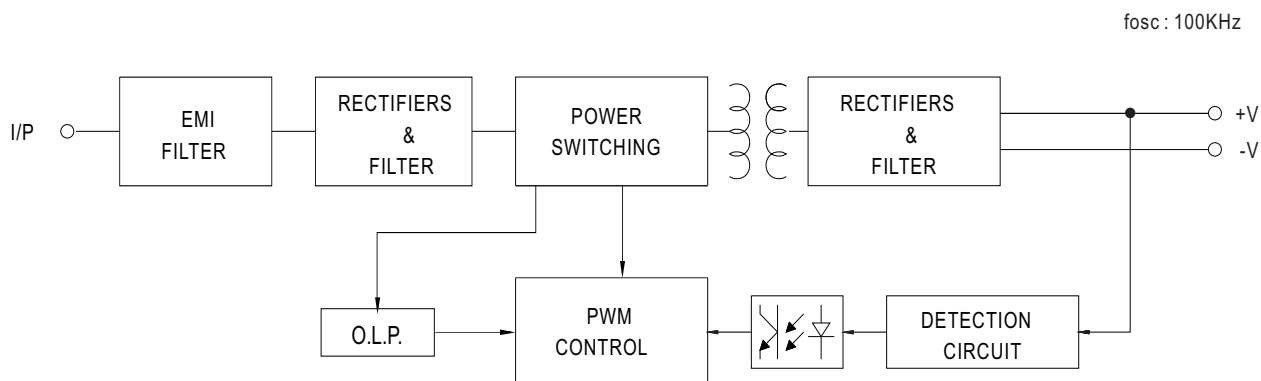 fosc : 100KHz
I/P
EMI
FILTER
RECTIFIERS
&
FILTER
POWER
SWITCHING
RECTIFIERS
&
FILTER
+V
-V
O.L.P.
PWM
CONTROL
DETECTION
CIRCUIT